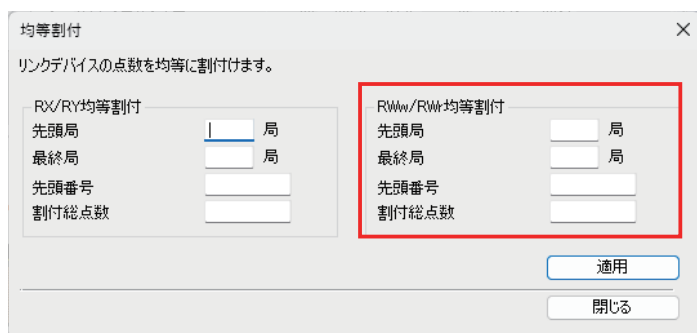 均等割付
リンクデバイスの点数を均等に割付けます。
RX/RY均等割付
先頭局 局
最終局 局
先頭番号
割付総点数
RWw/RWr均等割付
先頭局 局
最終局 局
先頭番号
割付総点数
適用
閉じる